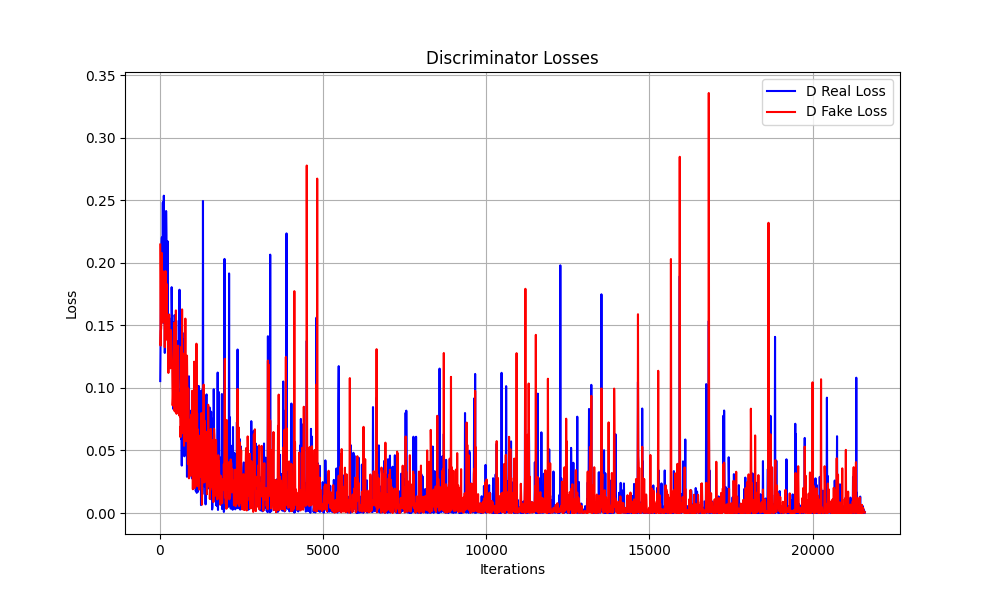 Discriminator Losses
D Real Loss
D Fake Loss
0.35
0.30
0.25
0.20
0.15
0.10
0.05
0.00
Loss
0 5000 10000 15000 20000
Iterations